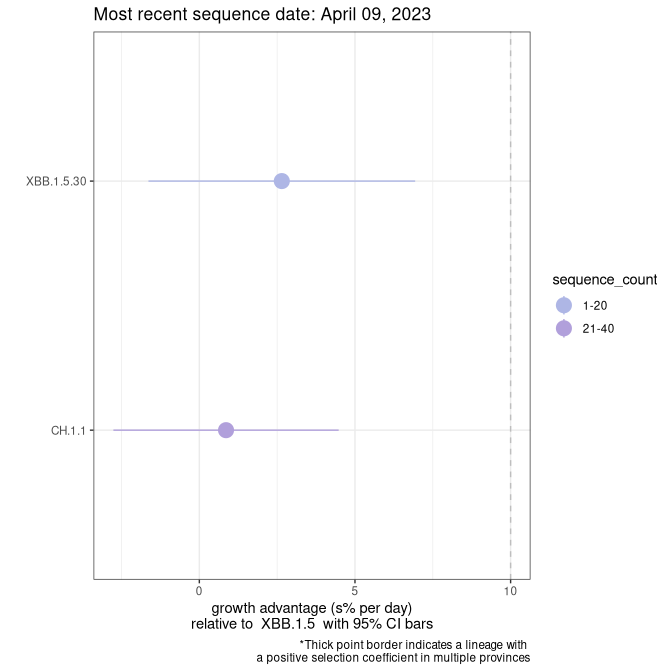 Most recent sequence date: April 09, 2023
XBB.1.5.30
CH.1.1
sequence_count
1-20
21-40
0
5
10
growth advantage (s% per day)
relative to  XBB.1.5  with 95% CI bars
*Thick point border indicates a lineage with
a positive selection coefficient in multiple provinces